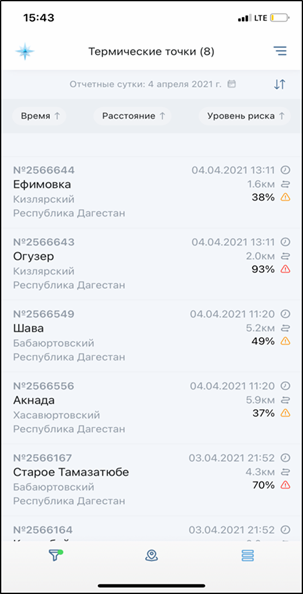 15:43 LTE
Термические точки (8)
Отчетные сутки: 4 апреля 2021 г.
Время ↑ Расстояние ↑ Уровень риска ↑
№2566644 04.04.2021 13:11
Ефимовка 1.6км
Кизлярский 38%
Республика Дагестан
№2566643 04.04.2021 13:11
Огузер 2.0км
Кизлярский 93%
Республика Дагестан
№2566549 04.04.2021 11:20
Шава 5.2км
Бабаюртовский 49%
Республика Дагестан
№2566556 04.04.2021 11:20
Акнада 5.9км
Хасавюртовский 37%
Республика Дагестан
№2566167 03.04.2021 21:52
Старое Тамазатюбе 4.3км
Бабаюртовский 70%
Республика Дагестан
№2566164 03.04.2021 21:52